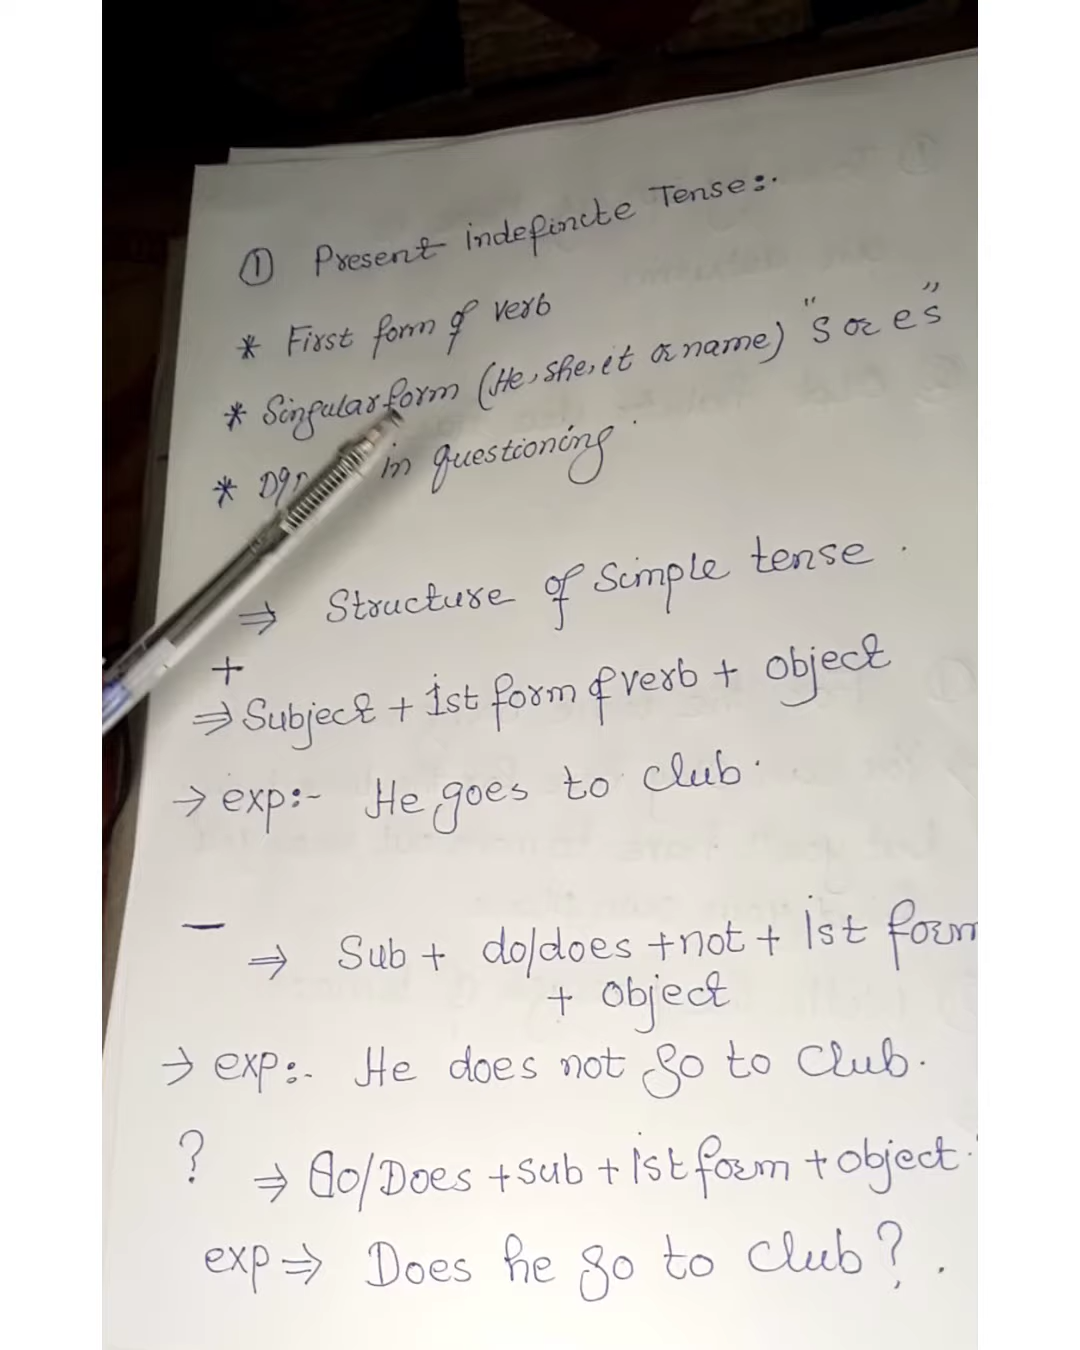 ① Present indefincte Tense:.
* First form of verb
* Singular form (He, she, it or name) "s or es"
* in questioning.
⇒ Structure of Simple tense.
+
⇒ Subject + 1st form of verb + object
→ exp:- He goes to club.
—
⇒ Sub + do/does + not + 1st form
+ object
→ exp:- He does not go to club.
?
⇒ Do/Does + sub + 1st form + object.
exp ⇒ Does he go to club?.